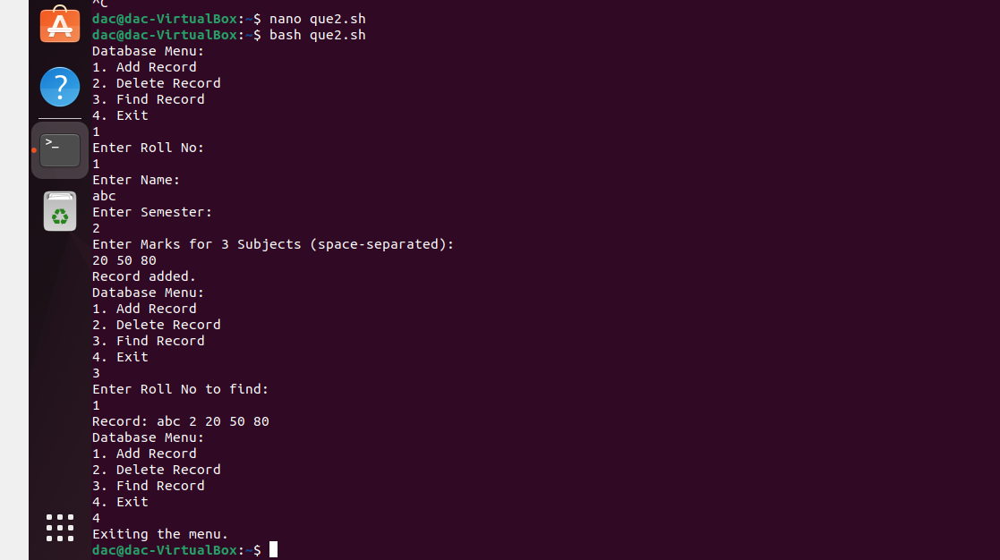 ^C
dac@dac-VirtualBox:~$ nano que2.sh
dac@dac-VirtualBox:~$ bash que2.sh
Database Menu:
1. Add Record
2. Delete Record
3. Find Record
4. Exit
1
Enter Roll No:
1
Enter Name:
abc
Enter Semester:
2
Enter Marks for 3 Subjects (space-separated):
20 50 80
Record added.
Database Menu:
1. Add Record
2. Delete Record
3. Find Record
4. Exit
3
Enter Roll No to find:
1
Record: abc 2 20 50 80
Database Menu:
1. Add Record
2. Delete Record
3. Find Record
4. Exit
4
Exiting the menu.
dac@dac-VirtualBox:~$